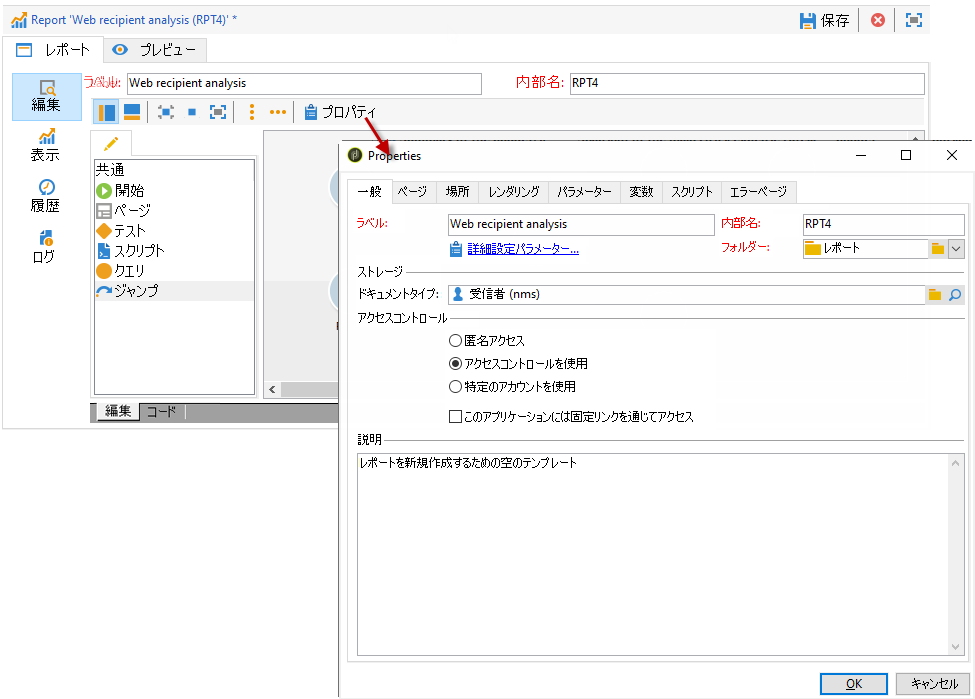 Report 'Web recipient analysis (RPT4)' *
保存
レポート
プレビュー
編集
表示
履歴
ログ
ラベル: Web recipient analysis
内部名: RPT4
プロパティ
共通
開始
ページ
テスト
スクリプト
クエリ
ジャンプ
編集 コード
Properties
一般 ページ 場所 レンダリング パラメーター 変数 スクリプト エラーページ
ラベル: Web recipient analysis 内部名: RPT4
詳細設定パラメーター... フォルダー: レポート
ストレージ
ドキュメントタイプ: 受信者 (nms)
アクセスコントロール
匿名アクセス
アクセスコントロールを使用
特定のアカウントを使用
このアプリケーションには固定リンクを通じてアクセス
説明
レポートを新規作成するための空のテンプレート
OK キャンセル